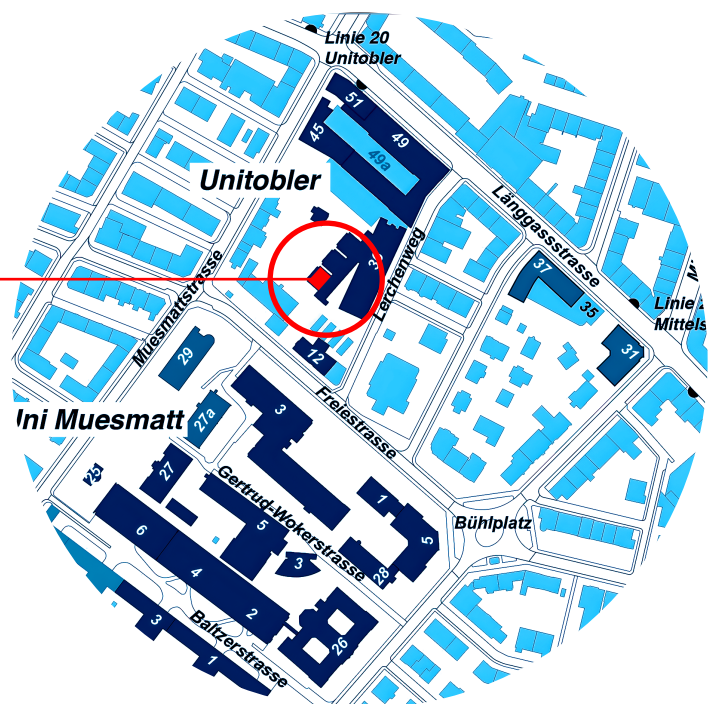 Linie 20
Unitobler
51
45
49
49a
Unitobler
Länggassstrasse
Lerchenweg
37
35
Linie
Mittels
31
Muesmattstrasse
29
12
Freiestrasse
Uni Muesmatt
27a
3
25
27
Gertrud-Wokerstrasse
1
5
Bühlplatz
6
5
4
3
28
2
26
3
Baltzerstrasse
1